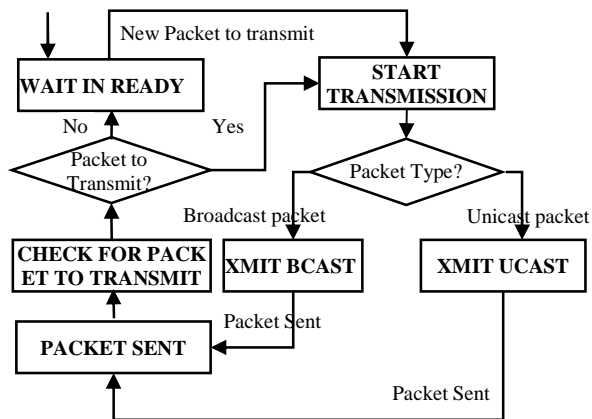 New Packet to transmit
WAIT IN READY
START
TRANSMISSION
No
Yes
Packet to
Transmit?
Packet Type?
Broadcast packet
Unicast packet
CHECK FOR PACK
ET TO TRANSMIT
XMIT BCAST
XMIT UCAST
Packet Sent
PACKET SENT
Packet Sent